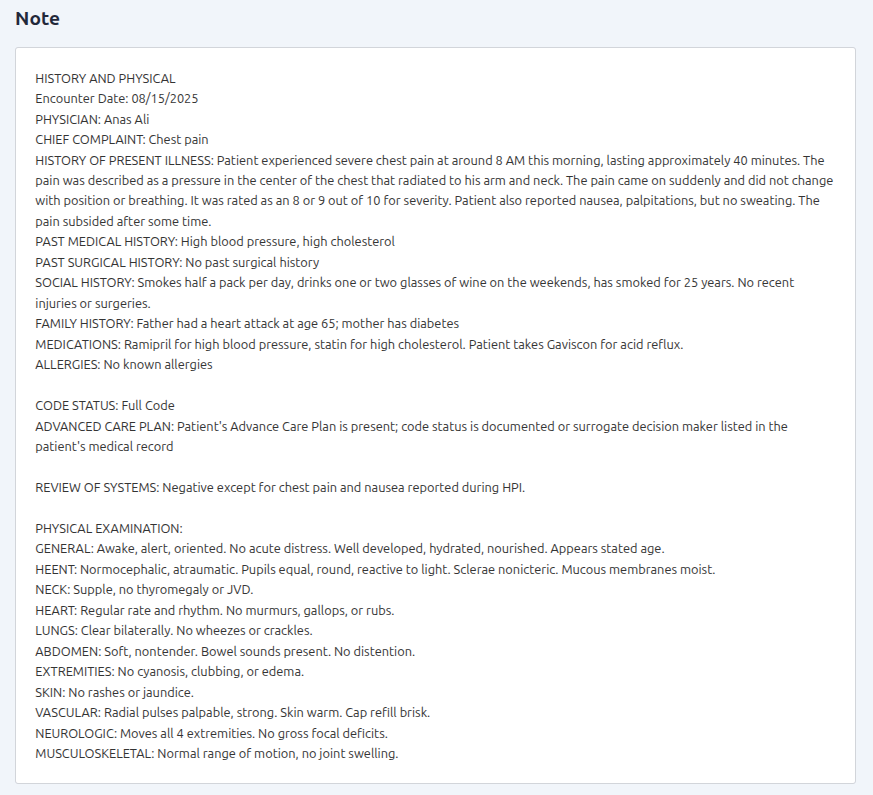 Note
HISTORY AND PHYSICAL
Encounter Date: 08/15/2025
PHYSICIAN: Anas Ali
CHIEF COMPLAINT: Chest pain
HISTORY OF PRESENT ILLNESS: Patient experienced severe chest pain at around 8 AM this morning, lasting approximately 40 minutes. The
pain was described as a pressure in the center of the chest that radiated to his arm and neck. The pain came on suddenly and did not change
with position or breathing. It was rated as an 8 or 9 out of 10 for severity. Patient also reported nausea, palpitations, but no sweating. The
pain subsided after some time.
PAST MEDICAL HISTORY: High blood pressure, high cholesterol
PAST SURGICAL HISTORY: No past surgical history
SOCIAL HISTORY: Smokes half a pack per day, drinks one or two glasses of wine on the weekends, has smoked for 25 years. No recent
injuries or surgeries.
FAMILY HISTORY: Father had a heart attack at age 65; mother has diabetes
MEDICATIONS: Ramipril for high blood pressure, statin for high cholesterol. Patient takes Gaviscon for acid reflux.
ALLERGIES: No known allergies
CODE STATUS: Full Code
ADVANCED CARE PLAN: Patient's Advance Care Plan is present; code status is documented or surrogate decision maker listed in the
patient's medical record
REVIEW OF SYSTEMS: Negative except for chest pain and nausea reported during HPI.
PHYSICAL EXAMINATION:
GENERAL: Awake, alert, oriented. No acute distress. Well developed, hydrated, nourished. Appears stated age.
HEENT: Normocephalic, atraumatic. Pupils equal, round, reactive to light. Sclerae nonicteric. Mucous membranes moist.
NECK: Supple, no thyromegaly or JVD.
HEART: Regular rate and rhythm. No murmurs, gallops, or rubs.
LUNGS: Clear bilaterally. No wheezes or crackles.
ABDOMEN: Soft, nontender. Bowel sounds present. No distention.
EXTREMITIES: No cyanosis, clubbing, or edema.
SKIN: No rashes or jaundice.
VASCULAR: Radial pulses palpable, strong. Skin warm. Cap refill brisk.
NEUROLOGIC: Moves all 4 extremities. No gross focal deficits.
MUSCULOSKELETAL: Normal range of motion, no joint swelling.